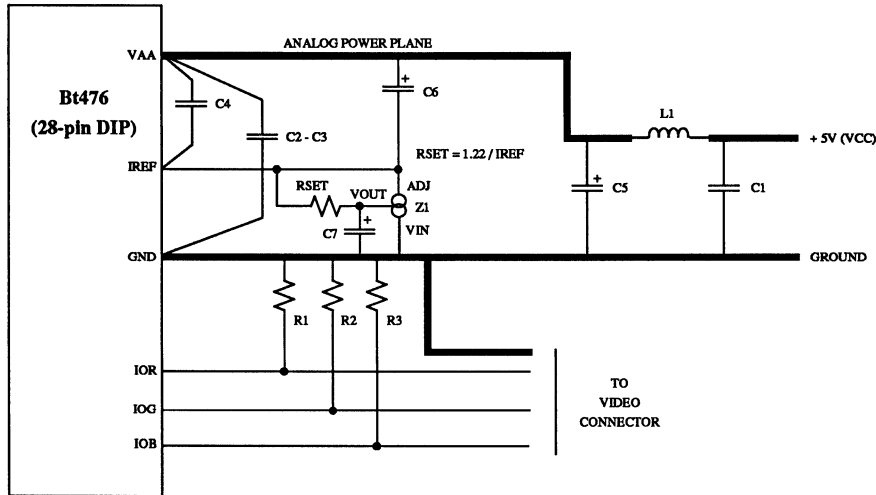 ANALOG POWER PLANE
VAA
Bt476
(28-pin DIP)
C4
C6
+
C2 - C3
L1
+ 5V (VCC)
IREF
RSET = 1.22 / IREF
RSET
VOUT
ADJ
Z1
+
C5
C1
+
C7
VIN
GND
GROUND
R1
R2
R3
IOR
IOG
IOB
TO
VIDEO
CONNECTOR